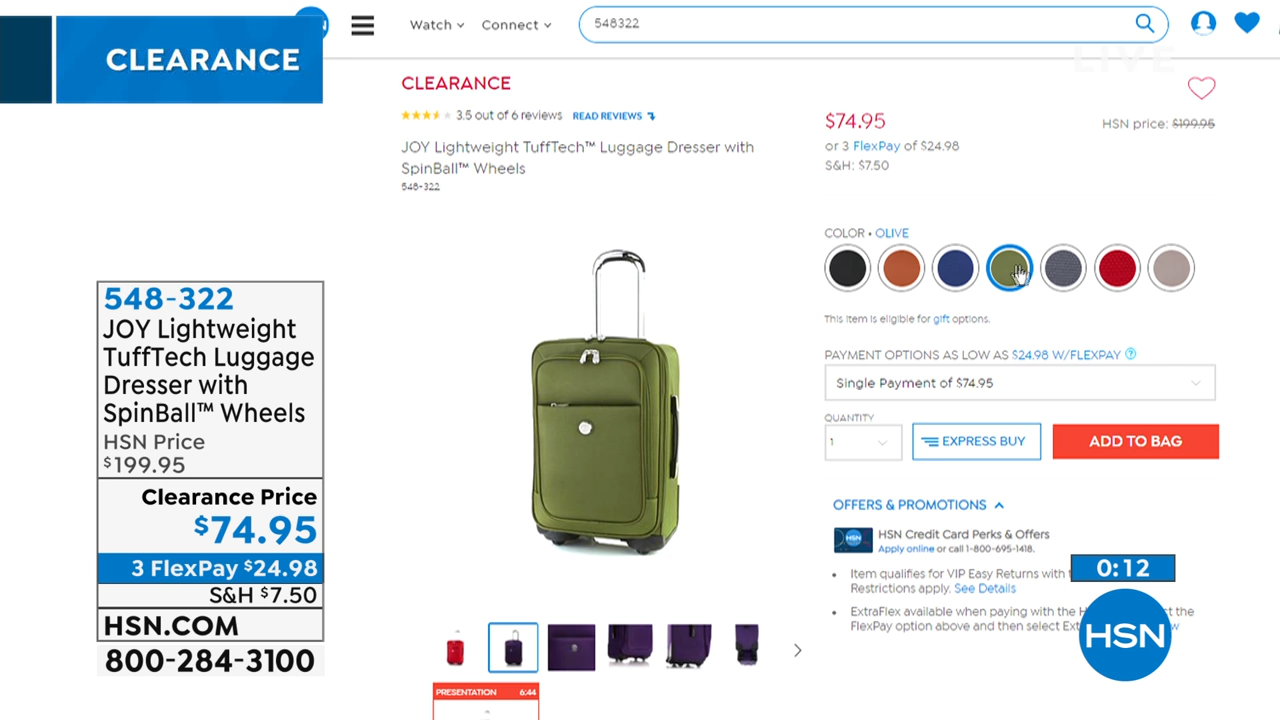 CLEARANCE
Watch
Connect
548322
LIVE
CLEARANCE
3.5 out of 6 reviews READ REVIEWS
JOY Lightweight TuffTech™ Luggage Dresser with
SpinBall™ Wheels
548-322
$74.95
HSN price: $199.95
or 3 FlexPay of $24.98
S&H: $7.50
COLOR • OLIVE
This item is eligible for gift options.
PAYMENT OPTIONS AS LOW AS $24.98 W/FLEXPAY ?
Single Payment of $74.95
QUANTITY
1
EXPRESS BUY
ADD TO BAG
OFFERS & PROMOTIONS
HSN
HSN Credit Card Perks & Offers
Apply online or call 1-800-695-1418.
• Item qualifies for VIP Easy Returns with
Restrictions apply. See Details
• ExtraFlex available when paying with the
FlexPay option above and then select
548-322
JOY Lightweight
TuffTech Luggage
Dresser with
SpinBall™ Wheels
HSN Price
$199.95
Clearance Price
$74.95
3 FlexPay $24.98
S&H $7.50
HSN.COM
800-284-3100
PRESENTATION 6:44
0:12
HSN